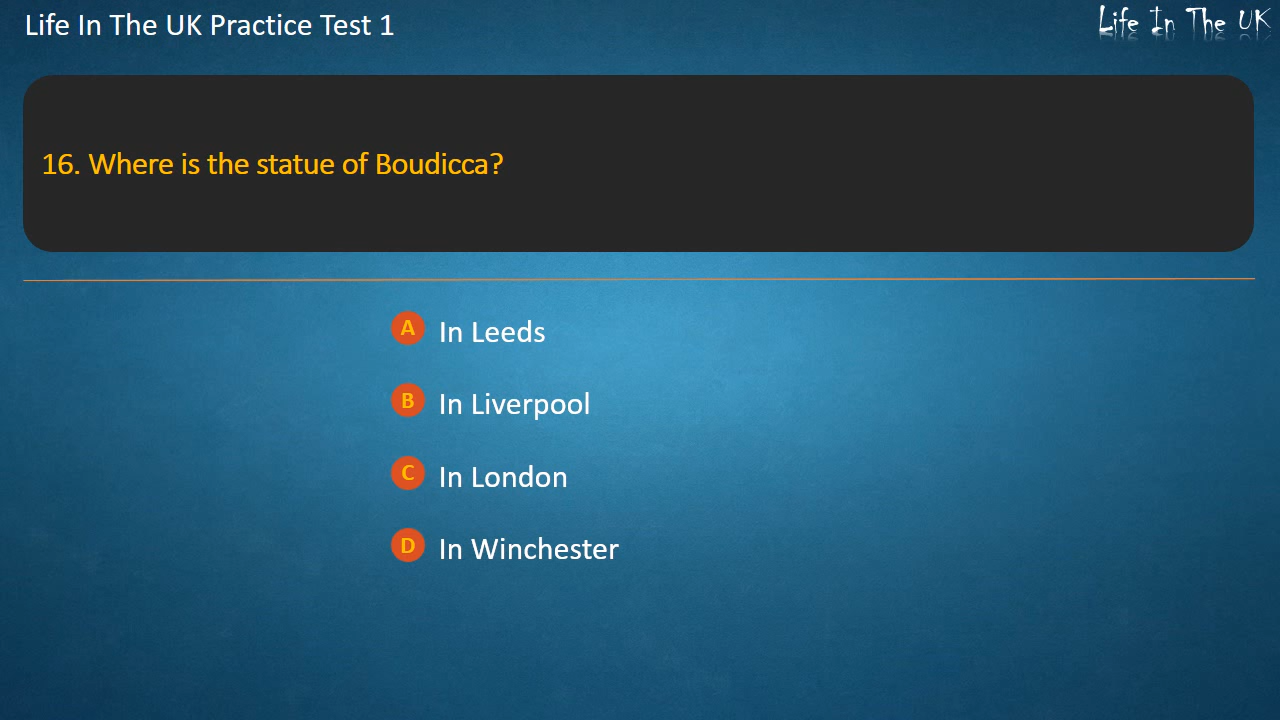 Life In The UK Practice Test 1
Life In The UK
16. Where is the statue of Boudicca?
A In Leeds
B In Liverpool
C In London
D In Winchester